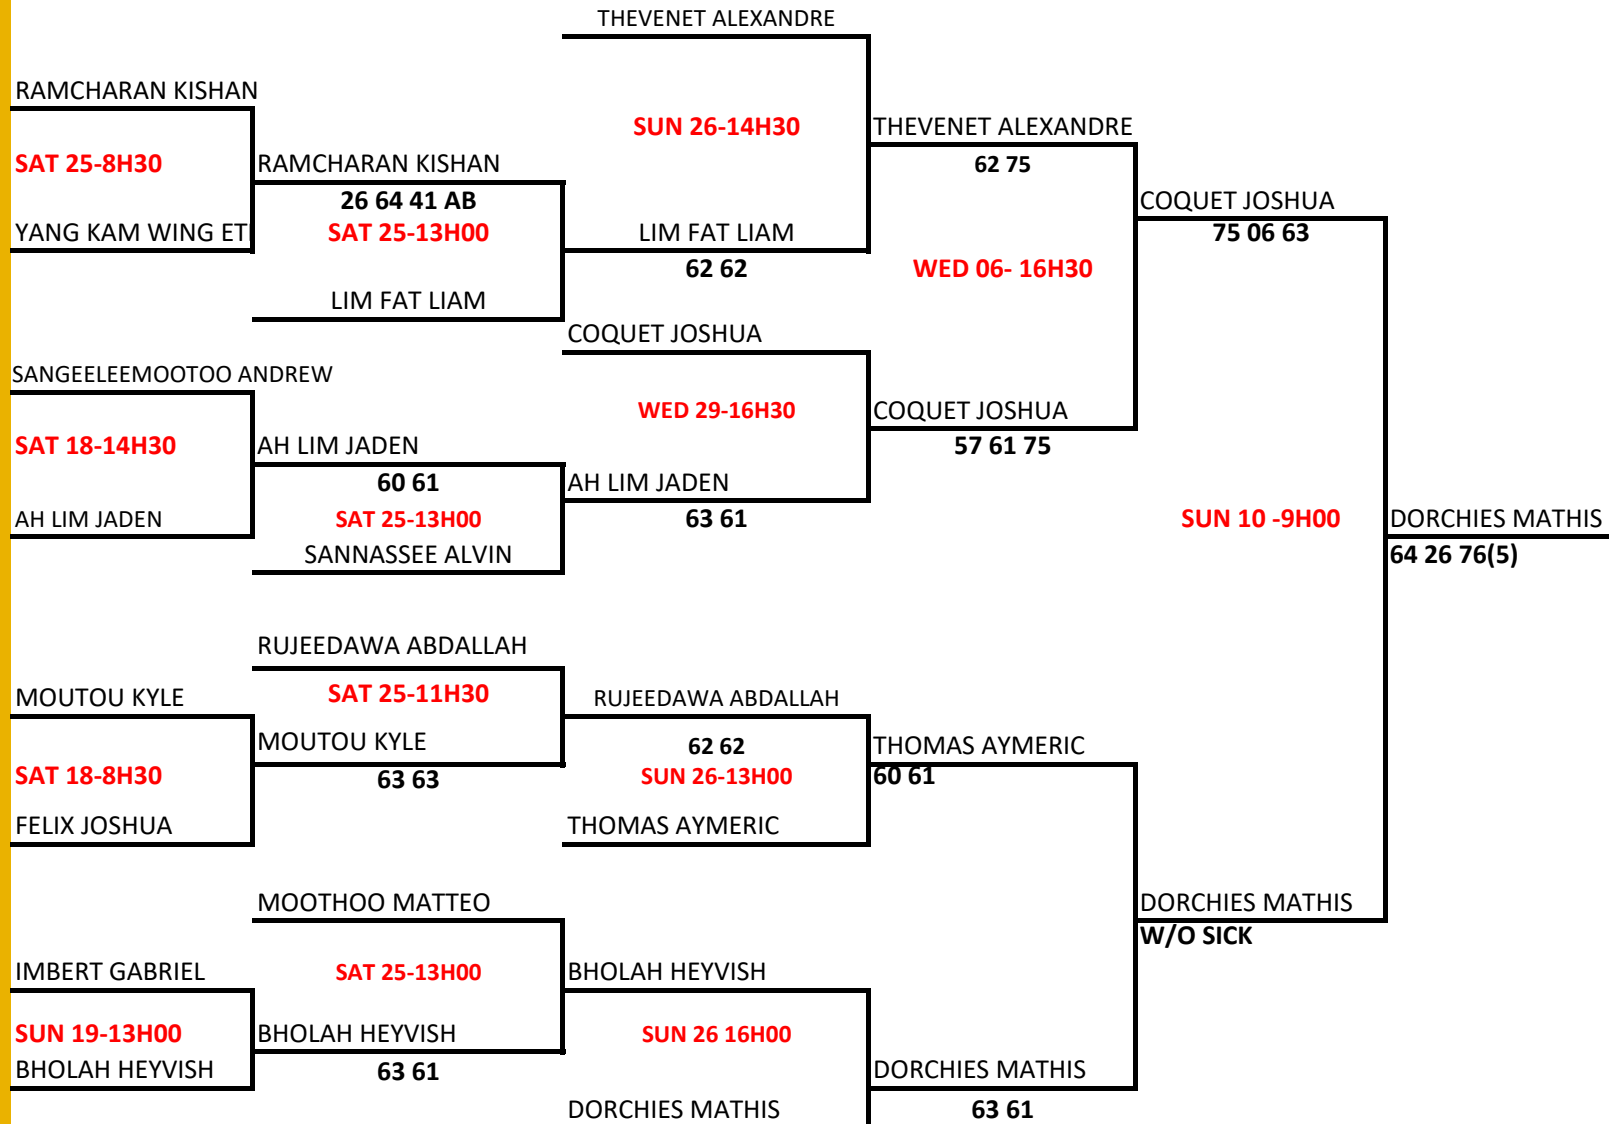 THEVENET ALEXANDRE
RAMCHARAN KISHAN
SUN 26-14H30
THEVENET ALEXANDRE
SAT 25-8H30
RAMCHARAN KISHAN
62 75
26 64 41 AB
COQUET JOSHUA
YANG KAM WING ET
SAT 25-13H00
LIM FAT LIAM
75 06 63
62 62
WED 06- 16H30
LIM FAT LIAM
COQUET JOSHUA
SANGEELEEMOOTOO ANDREW
WED 29-16H30
COQUET JOSHUA
SAT 18-14H30
AH LIM JADEN
57 61 75
60 61
AH LIM JADEN
AH LIM JADEN
SAT 25-13H00
63 61
SUN 10 -9H00
DORCHIES MATHIS
SANNASSEE ALVIN
64 26 76(5)
RUJEEDAWA ABDALLAH
MOUTOU KYLE
SAT 25-11H30
RUJEEDAWA ABDALLAH
MOUTOU KYLE
62 62
THOMAS AYMERIC
SAT 18-8H30
63 63
SUN 26-13H00
60 61
FELIX JOSHUA
THOMAS AYMERIC
MOOTHOO MATTEO
DORCHIES MATHIS
W/O SICK
IMBERT GABRIEL
SAT 25-13H00
BHOLAH HEYVISH
SUN 19-13H00
BHOLAH HEYVISH
SUN 26 16H00
BHOLAH HEYVISH
63 61
DORCHIES MATHIS
DORCHIES MATHIS
63 61